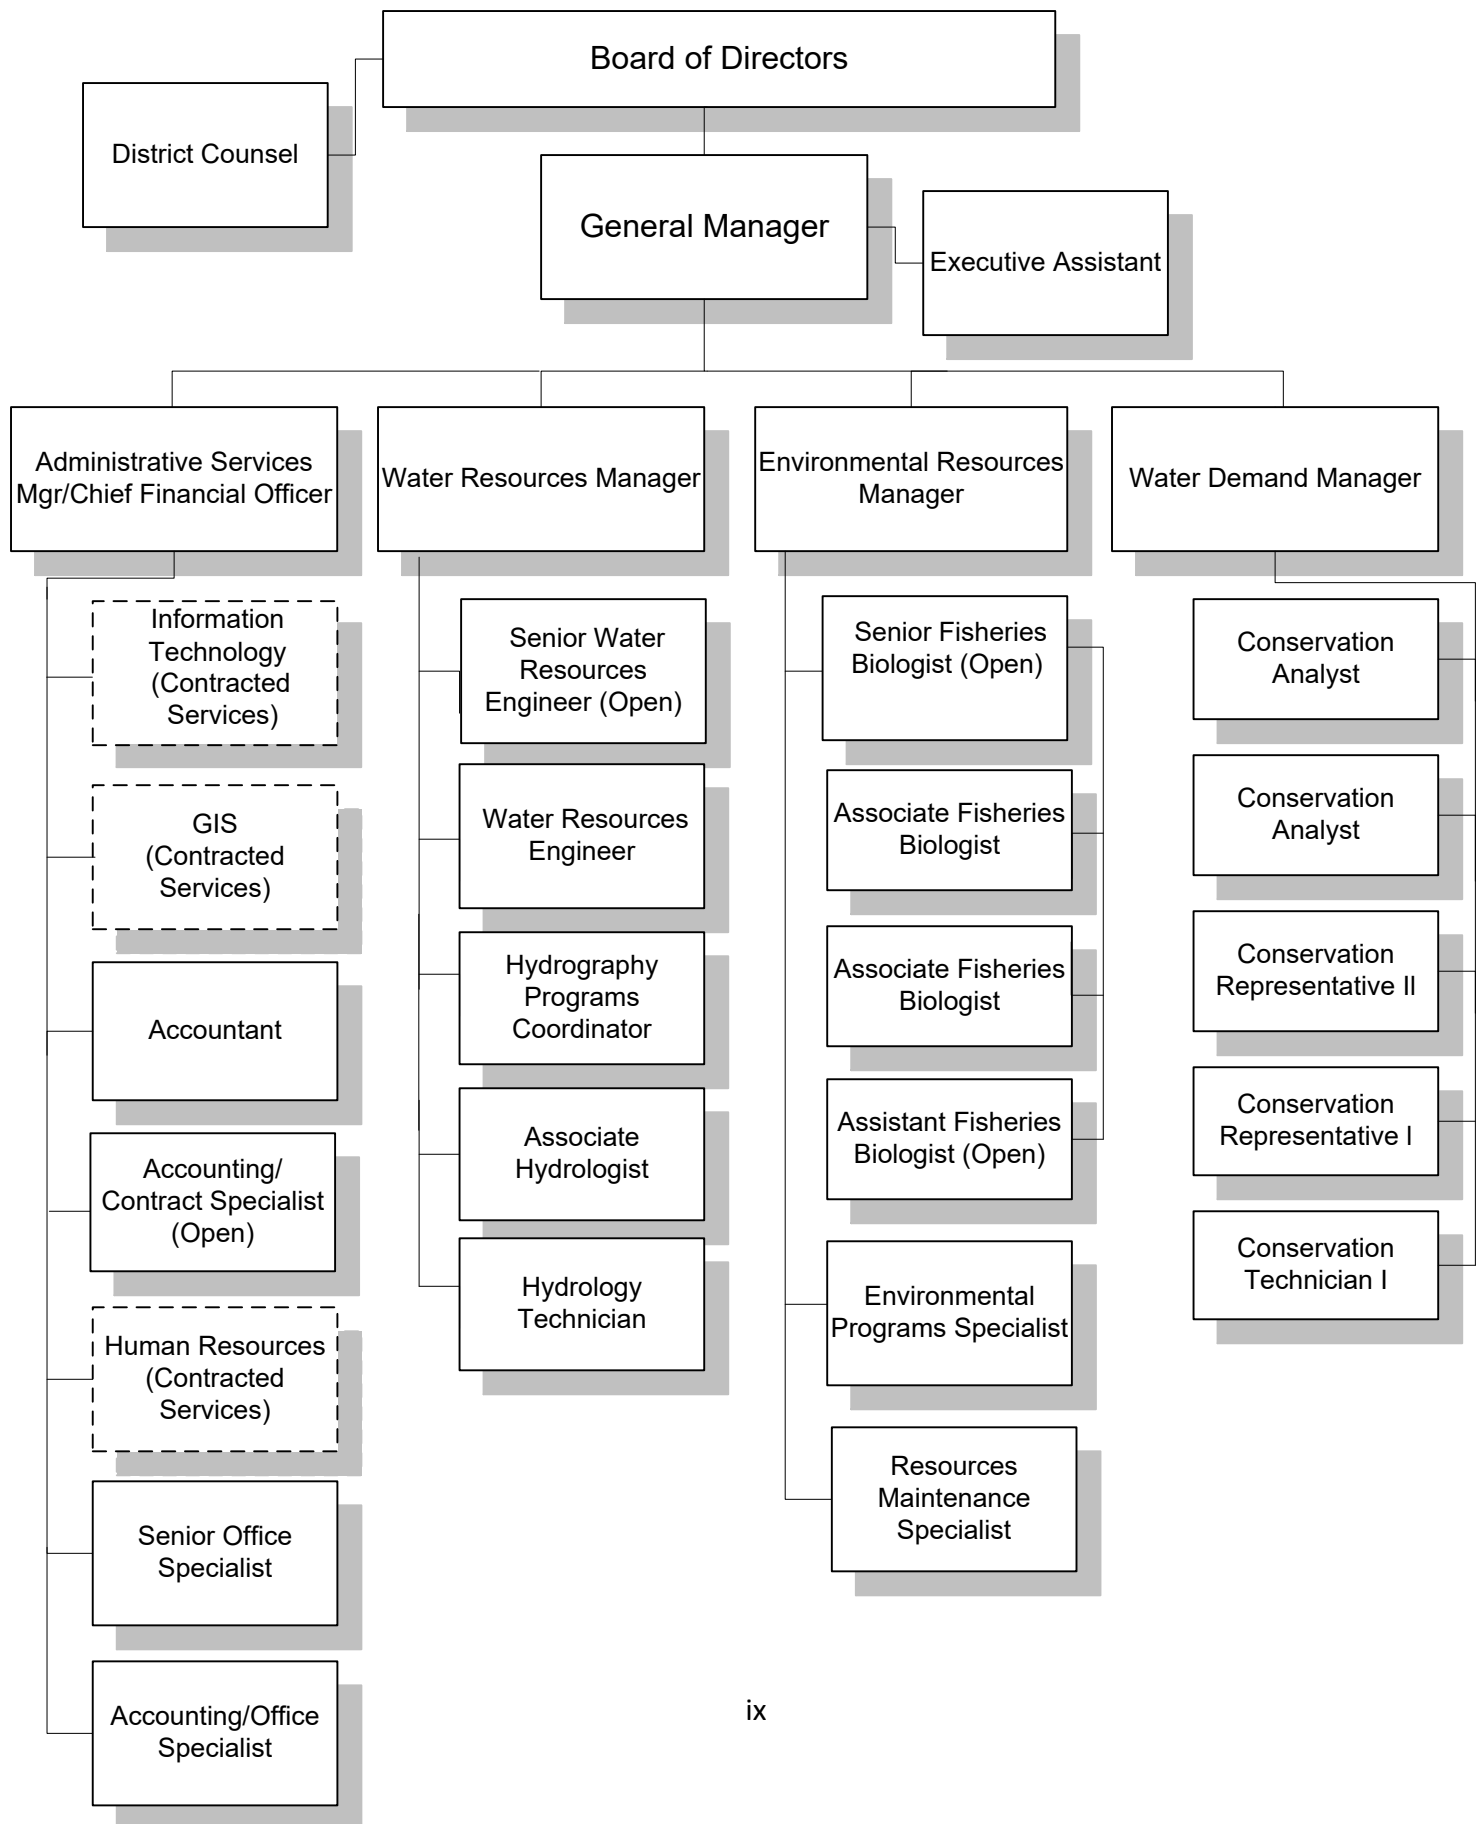 Board of Directors
District Counsel
General Manager
Executive Assistant
Administrative Services
Mgr/Chief Financial Officer
Water Resources Manager
Environmental Resources
Manager
Water Demand Manager
Information
Technology
(Contracted
Services)
GIS
(Contracted
Services)
Accountant
Accounting/
Contract Specialist
(Open)
Human Resources
(Contracted
Services)
Senior Office
Specialist
Accounting/Office
Specialist
Senior Water
Resources
Engineer (Open)
Water Resources
Engineer
Hydrography
Programs
Coordinator
Associate
Hydrologist
Hydrology
Technician
Senior Fisheries
Biologist (Open)
Associate Fisheries
Biologist
Associate Fisheries
Biologist
Assistant Fisheries
Biologist (Open)
Environmental
Programs Specialist
Resources
Maintenance
Specialist
Conservation
Analyst
Conservation
Analyst
Conservation
Representative II
Conservation
Representative I
Conservation
Technician I
ix